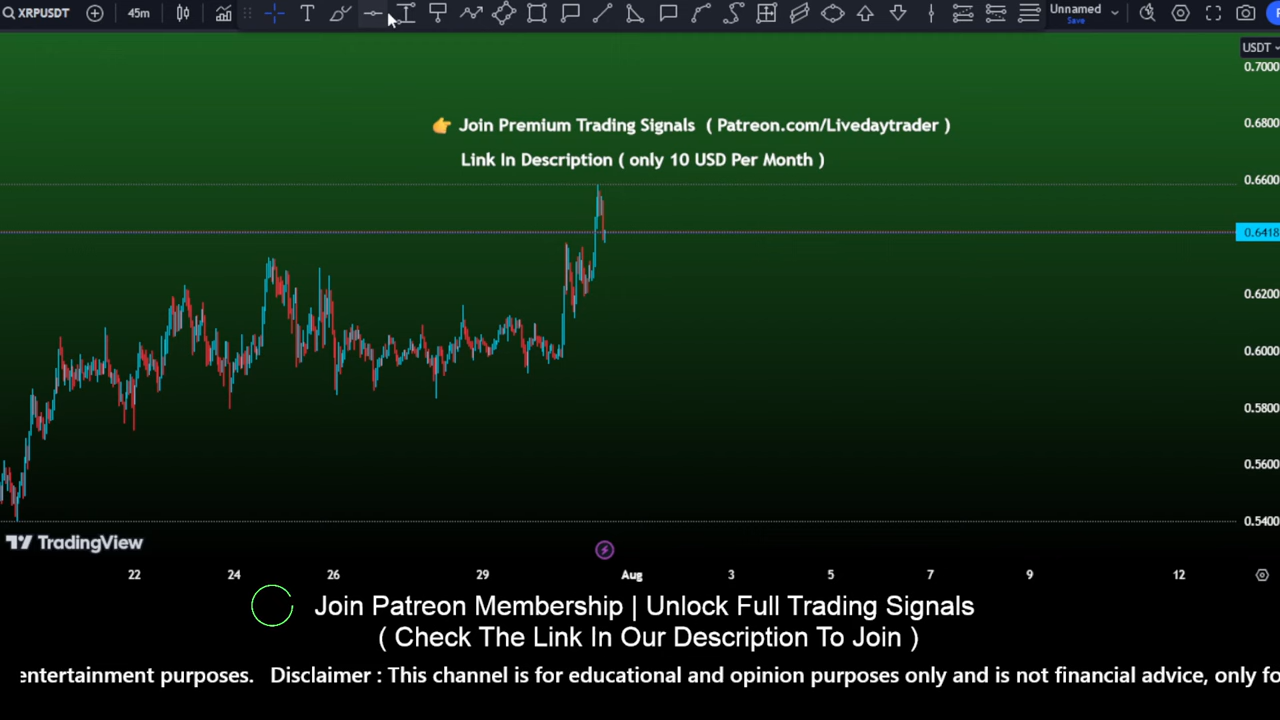 XRPUSDT
45m
Unnamed
Save
USDT
0.7000
👉 Join Premium Trading Signals ( Patreon.com/Livedaytrader )
0.6800
Link In Description ( only 10 USD Per Month )
0.6600
0.6418
0.6200
0.6000
0.5800
0.5600
0.5400
TradingView
22 24 26 29 Aug 3 5 7 9 12
Join Patreon Membership | Unlock Full Trading Signals
( Check The Link In Our Description To Join )
entertainment purposes. Disclaimer : This channel is for educational and opinion purposes only and is not financial advice, only fo